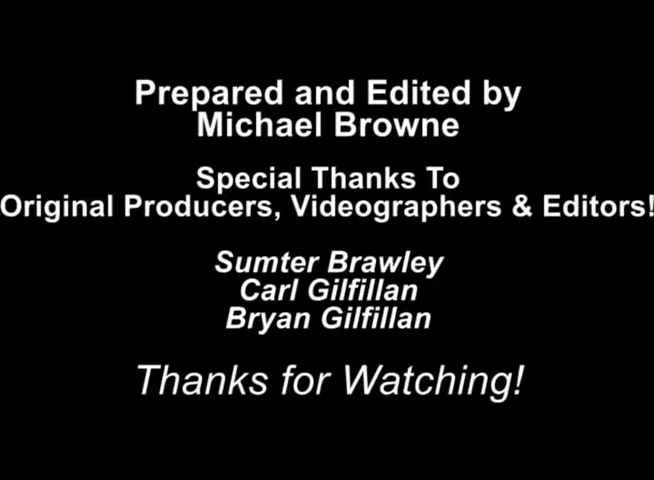 Prepared and Edited by
Michael Browne
Special Thanks To
Original Producers, Videographers & Editors!
Sumter Brawley
Carl Gilfillan
Bryan Gilfillan
Thanks for Watching!